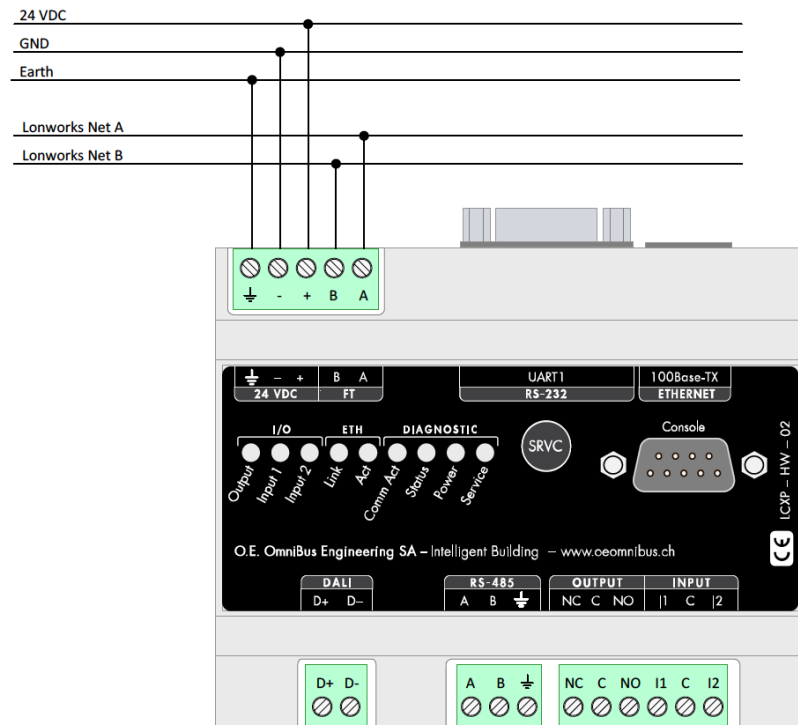 24 VDC
GND
Earth
Lonworks Net A
Lonworks Net B
- + B A
– + B A UART1 100Base-TX
24 VDC FT RS-232 ETHERNET
I/O ETH DIAGNOSTIC SRVC Console
Output Input 1 Input 2 Link Act Comm Act Status Power Service
LCXP – HW – 02
CE
O.E. OmniBus Engineering SA – Intelligent Building – www.oeomnibus.ch
DALI RS-485 OUTPUT INPUT
D+ D– A B NC C NO I1 C I2
D+ D- A B NC C NO I1 C I2